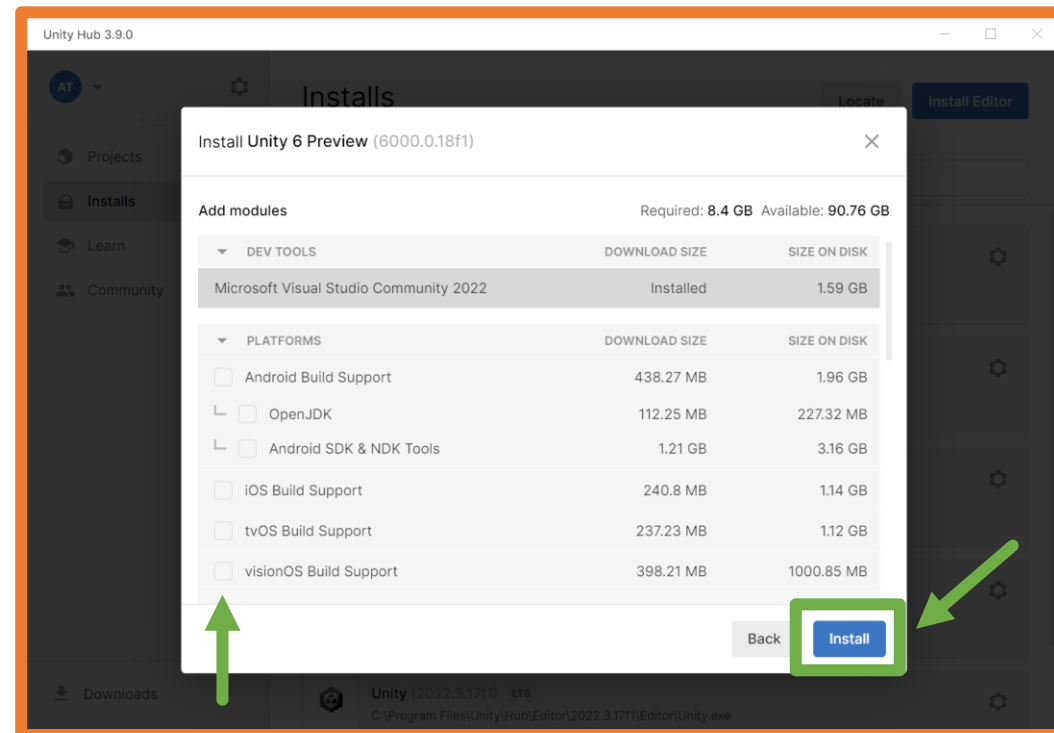 Unity Hub 3.9.0
AT
Installs
Locate
Install Editor
Projects
Installs
Learn
Community
Downloads
Install Unity 6 Preview (6000.0.18f1)
Add modules Required: 8.4 GB Available: 90.76 GB
DEV TOOLS DOWNLOAD SIZE SIZE ON DISK
Microsoft Visual Studio Community 2022 Installed 1.59 GB
PLATFORMS DOWNLOAD SIZE SIZE ON DISK
Android Build Support 438.27 MB 1.96 GB
OpenJDK 112.25 MB 227.32 MB
Android SDK & NDK Tools 1.21 GB 3.16 GB
iOS Build Support 240.8 MB 1.14 GB
tvOS Build Support 237.23 MB 1.12 GB
visionOS Build Support 398.21 MB 1000.85 MB
Back Install
Unity (2022.3.17f1) LTS
C:\Program Files\Unity\Hub\Editor\2022.3.17f1\Editor\Unity.exe